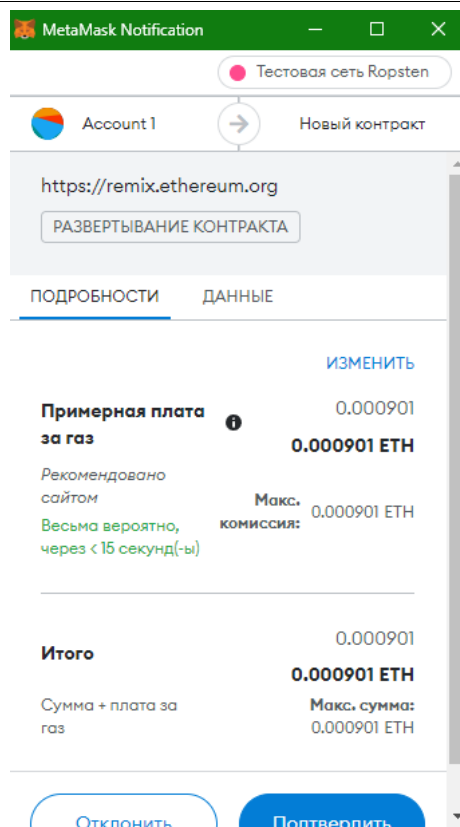 MetaMask Notification
Тестовая сеть Ropsten
Account 1
Новый контракт
https://remix.ethereum.org
РАЗВЕРТЫВАНИЕ КОНТРАКТА
ПОДРОБНОСТИ ДАННЫЕ
ИЗМЕНИТЬ
Примерная плата
за газ
0.000901
0.000901 ETH
Рекомендовано
сайтом
Весьма вероятно,
через < 15 секунд(-ы)
Макс.
комиссия:
0.000901 ETH
Итого
0.000901
0.000901 ETH
Сумма + плата за
газ
Макс. сумма:
0.000901 ETH
Отклонить
Подтвердить